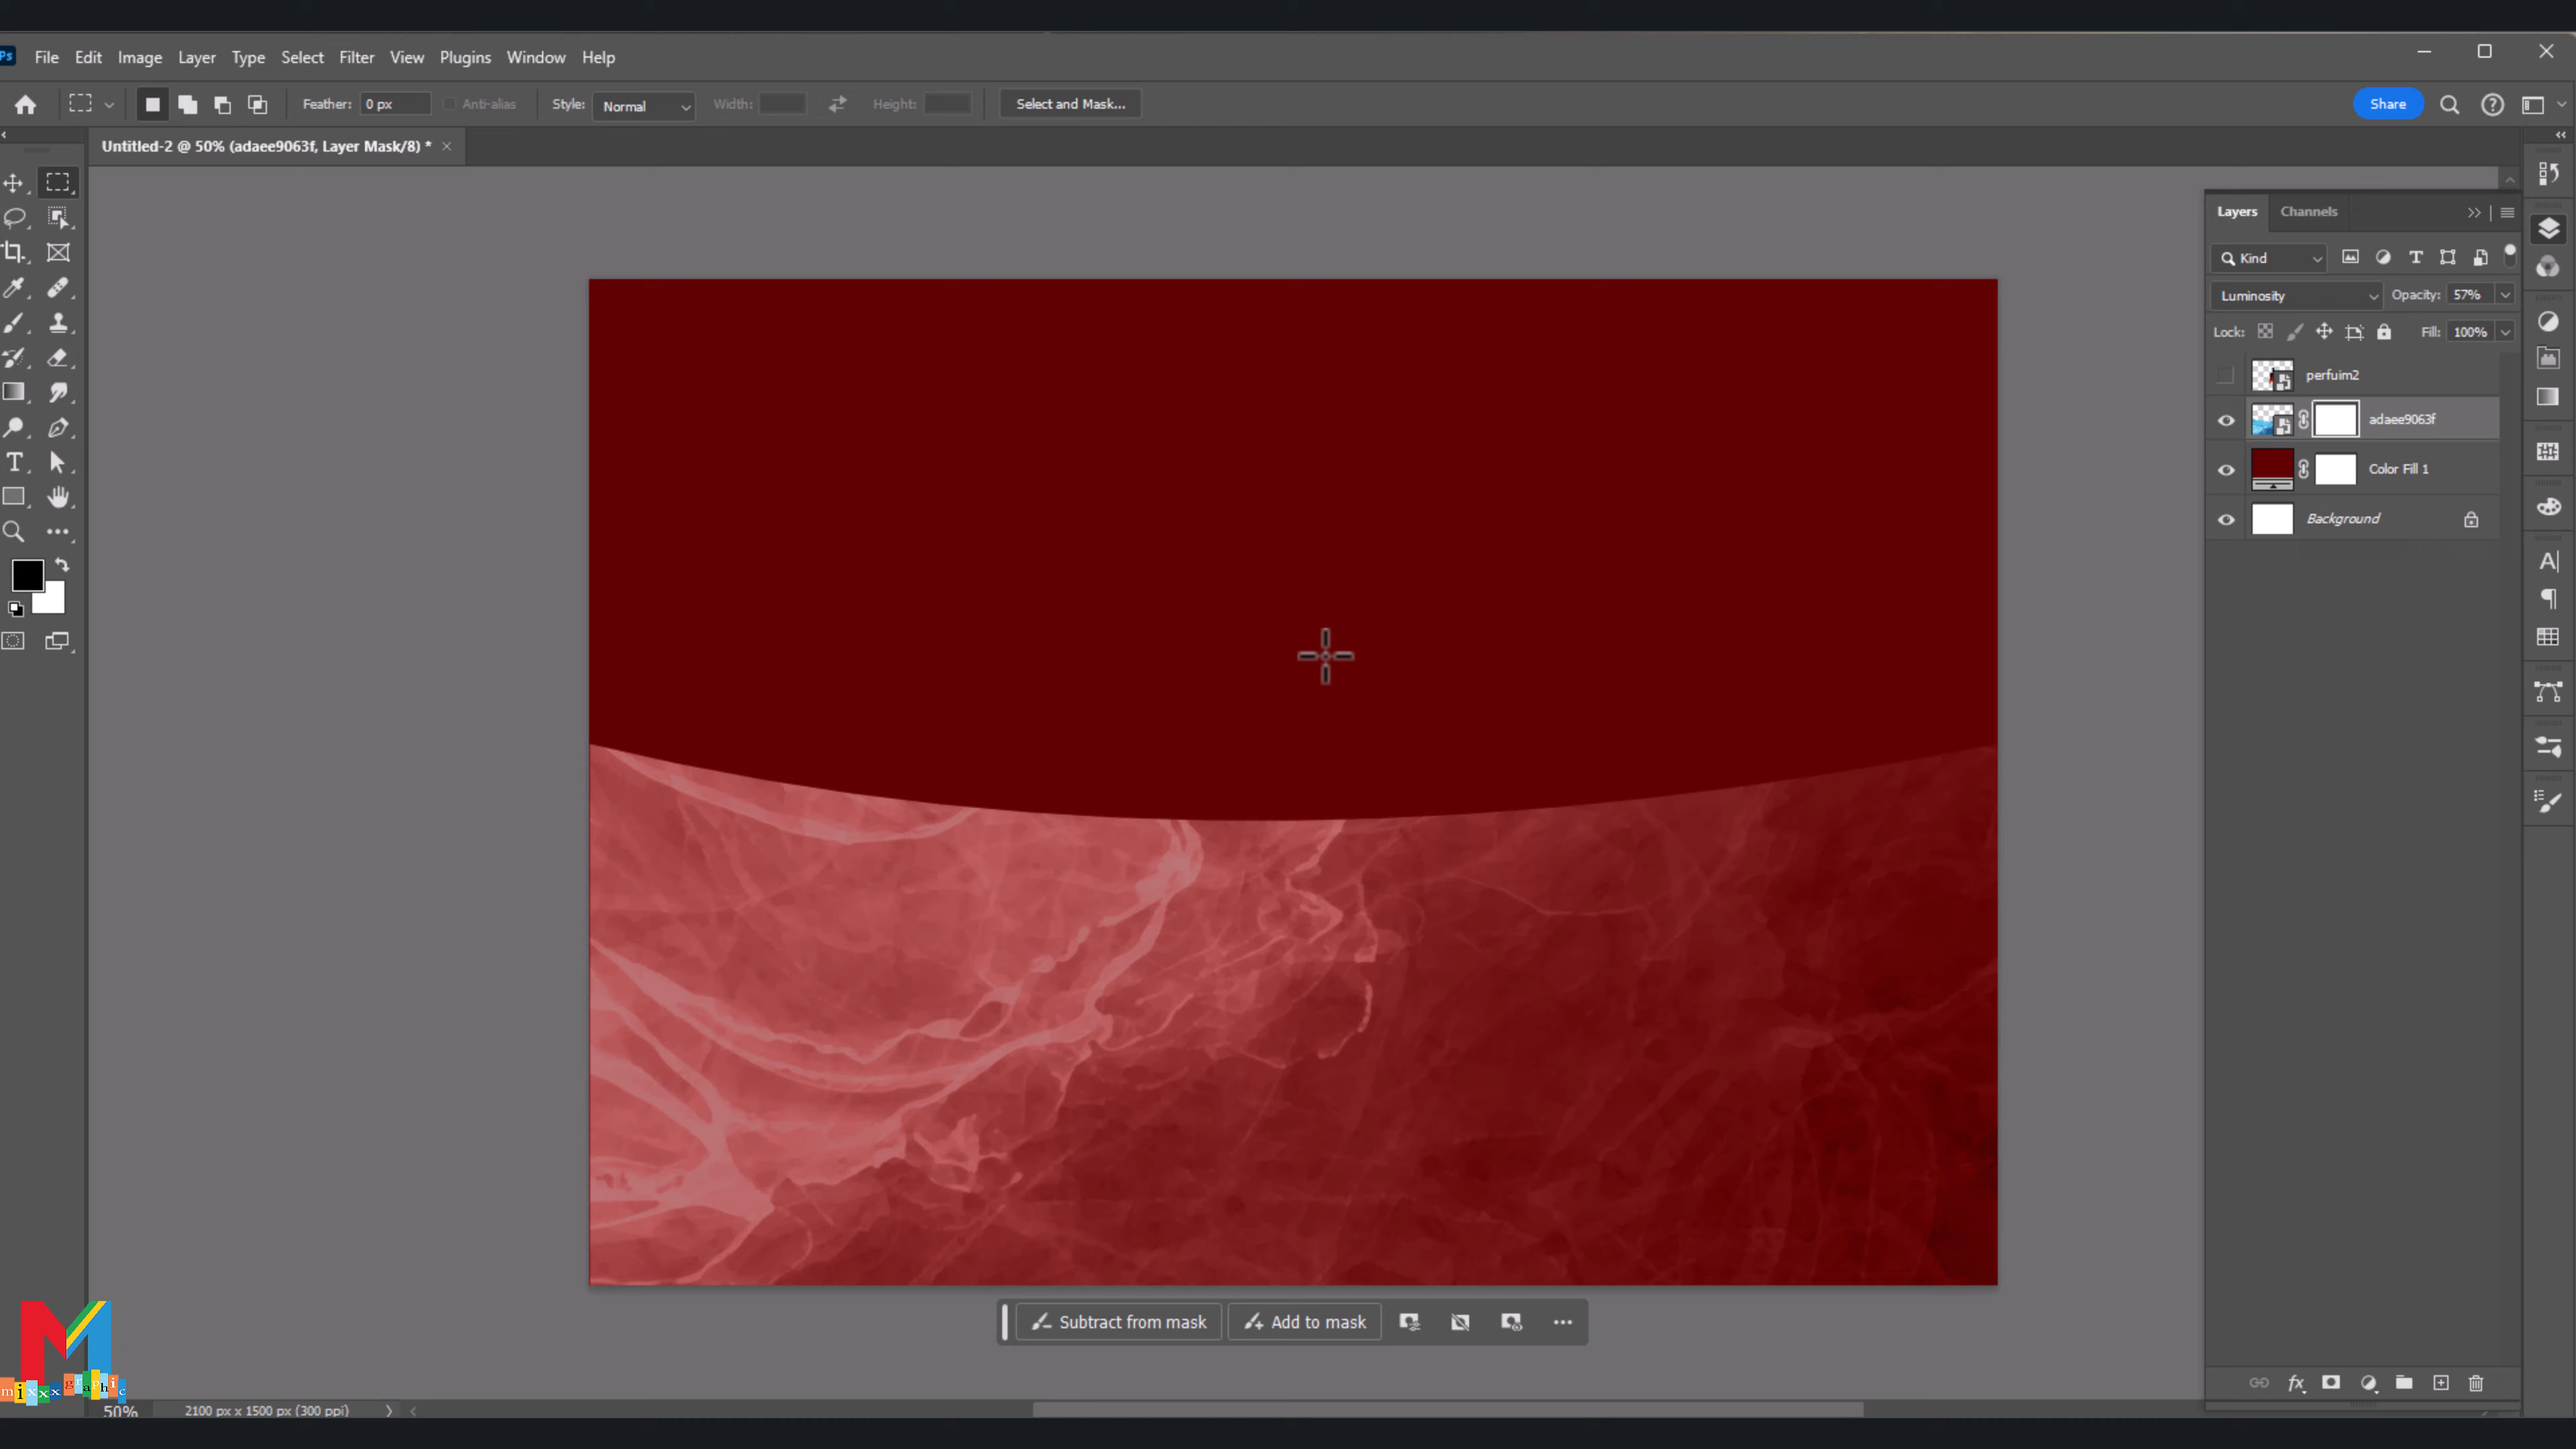 Ps File Edit Image Layer Type Select Filter View Plugins Window Help
Feather: 0 px Anti-alias Style: Normal Width: Height: Select and Mask... Share
Untitled-2 @ 50% (adaee9063f, Layer Mask/8) *
Layers Channels
Kind
Luminosity Opacity: 57%
Lock: Fill: 100%
perfuim2
adaee9063f
Color Fill 1
Background
Subtract from mask Add to mask
M
mixxx graphic
50% 2100 px x 1500 px (300 ppi)